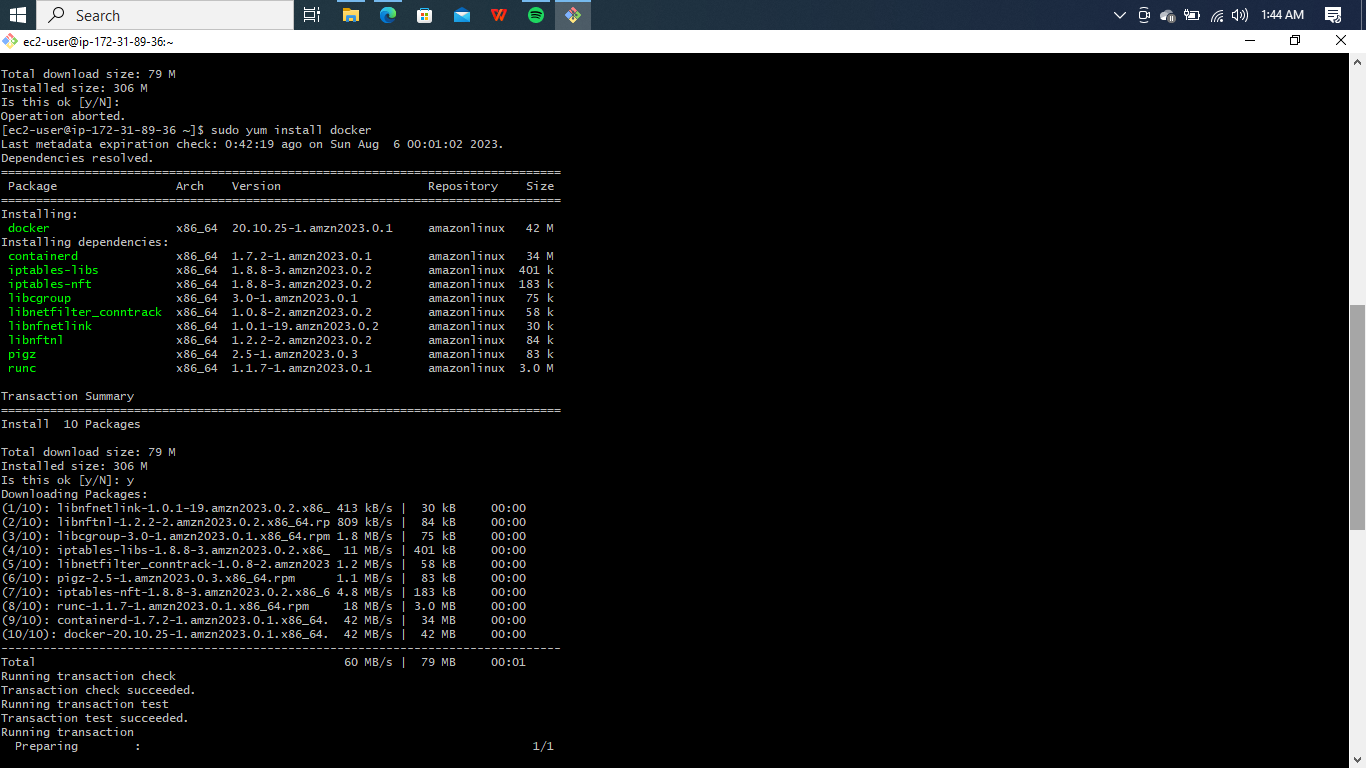 Search
1:44 AM
ec2-user@ip-172-31-89-36:~
Total download size: 79 M
Installed size: 306 M
Is this ok [y/N]:
Operation aborted.
[ec2-user@ip-172-31-89-36 ~]$ sudo yum install docker
Last metadata expiration check: 0:42:19 ago on Sun Aug  6 00:01:02 2023.
Dependencies resolved.
================================================================================
 Package                Arch    Version                     Repository    Size
================================================================================
Installing:
 docker                 x86_64  20.10.25-1.amzn2023.0.1     amazonlinux   42 M
Installing dependencies:
 containerd             x86_64  1.7.2-1.amzn2023.0.1        amazonlinux   34 M
 iptables-libs          x86_64  1.8.8-3.amzn2023.0.2        amazonlinux  401 k
 iptables-nft           x86_64  1.8.8-3.amzn2023.0.2        amazonlinux  183 k
 libcgroup              x86_64  3.0-1.amzn2023.0.1          amazonlinux   75 k
 libnetfilter_conntrack x86_64  1.0.8-2.amzn2023.0.2        amazonlinux   58 k
 libnfnetlink           x86_64  1.0.1-19.amzn2023.0.2       amazonlinux   30 k
 libnftnl               x86_64  1.2.2-2.amzn2023.0.2        amazonlinux   84 k
 pigz                   x86_64  2.5-1.amzn2023.0.3          amazonlinux   83 k
 runc                   x86_64  1.1.7-1.amzn2023.0.1        amazonlinux  3.0 M
Transaction Summary
================================================================================
Install  10 Packages
Total download size: 79 M
Installed size: 306 M
Is this ok [y/N]: y
Downloading Packages:
(1/10): libnfnetlink-1.0.1-19.amzn2023.0.2.x86_ 413 kB/s |  30 kB     00:00
(2/10): libnftnl-1.2.2-2.amzn2023.0.2.x86_64.rp 809 kB/s |  84 kB     00:00
(3/10): libcgroup-3.0-1.amzn2023.0.1.x86_64.rpm 1.8 MB/s |  75 kB     00:00
(4/10): iptables-libs-1.8.8-3.amzn2023.0.2.x86_  11 MB/s | 401 kB     00:00
(5/10): libnetfilter_conntrack-1.0.8-2.amzn2023 1.2 MB/s |  58 kB     00:00
(6/10): pigz-2.5-1.amzn2023.0.3.x86_64.rpm      1.1 MB/s |  83 kB     00:00
(7/10): iptables-nft-1.8.8-3.amzn2023.0.2.x86_6 4.8 MB/s | 183 kB     00:00
(8/10): runc-1.1.7-1.amzn2023.0.1.x86_64.rpm     18 MB/s | 3.0 MB     00:00
(9/10): containerd-1.7.2-1.amzn2023.0.1.x86_64.  42 MB/s |  34 MB     00:00
(10/10): docker-20.10.25-1.amzn2023.0.1.x86_64.  42 MB/s |  42 MB     00:00
--------------------------------------------------------------------------------
Total                                            60 MB/s |  79 MB     00:01
Running transaction check
Transaction check succeeded.
Running transaction test
Transaction test succeeded.
Running transaction
  Preparing        :                                                        1/1